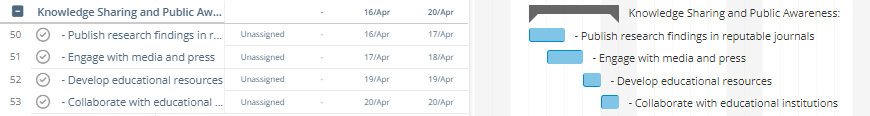 Knowledge Sharing and Public Aw... - 16/Apr 20/Apr Knowledge Sharing and Public Awareness:
50 - Publish research findings in r... Unassigned - 16/Apr 17/Apr - Publish research findings in reputable journals
51 - Engage with media and press Unassigned - 17/Apr 18/Apr - Engage with media and press
52 - Develop educational resources Unassigned - 19/Apr 19/Apr - Develop educational resources
53 - Collaborate with educational ... Unassigned - 20/Apr 20/Apr - Collaborate with educational institutions